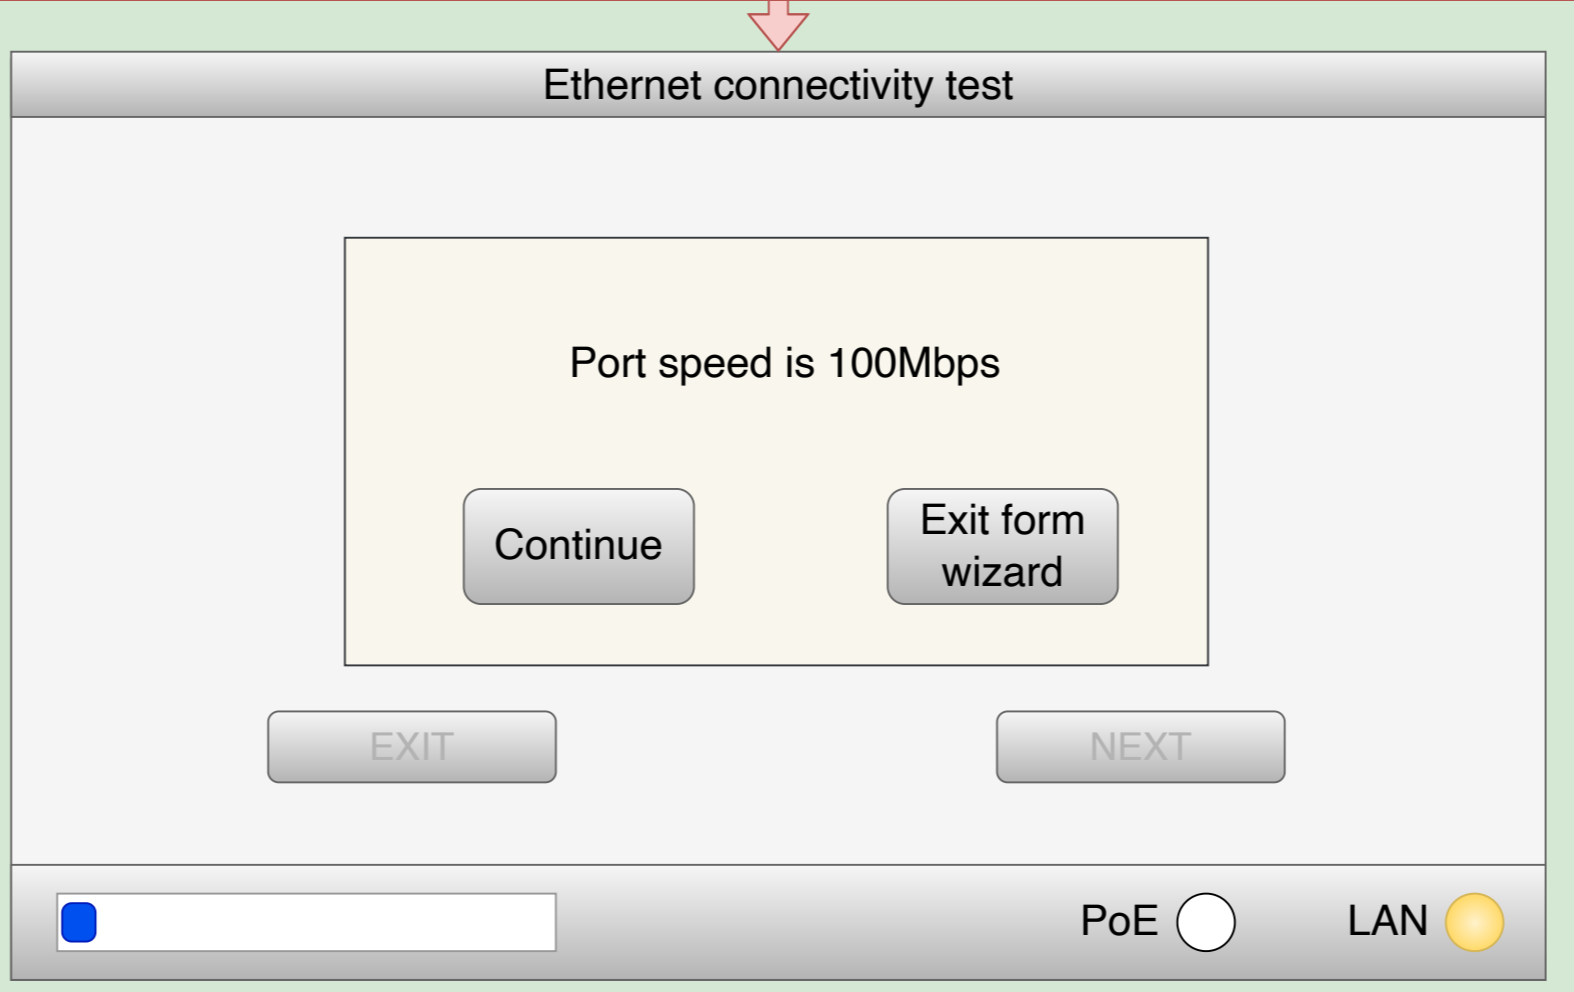 Ethernet connectivity test
Port speed is 100Mbps
Continue
Exit form
wizard
EXIT
NEXT
PoE
LAN